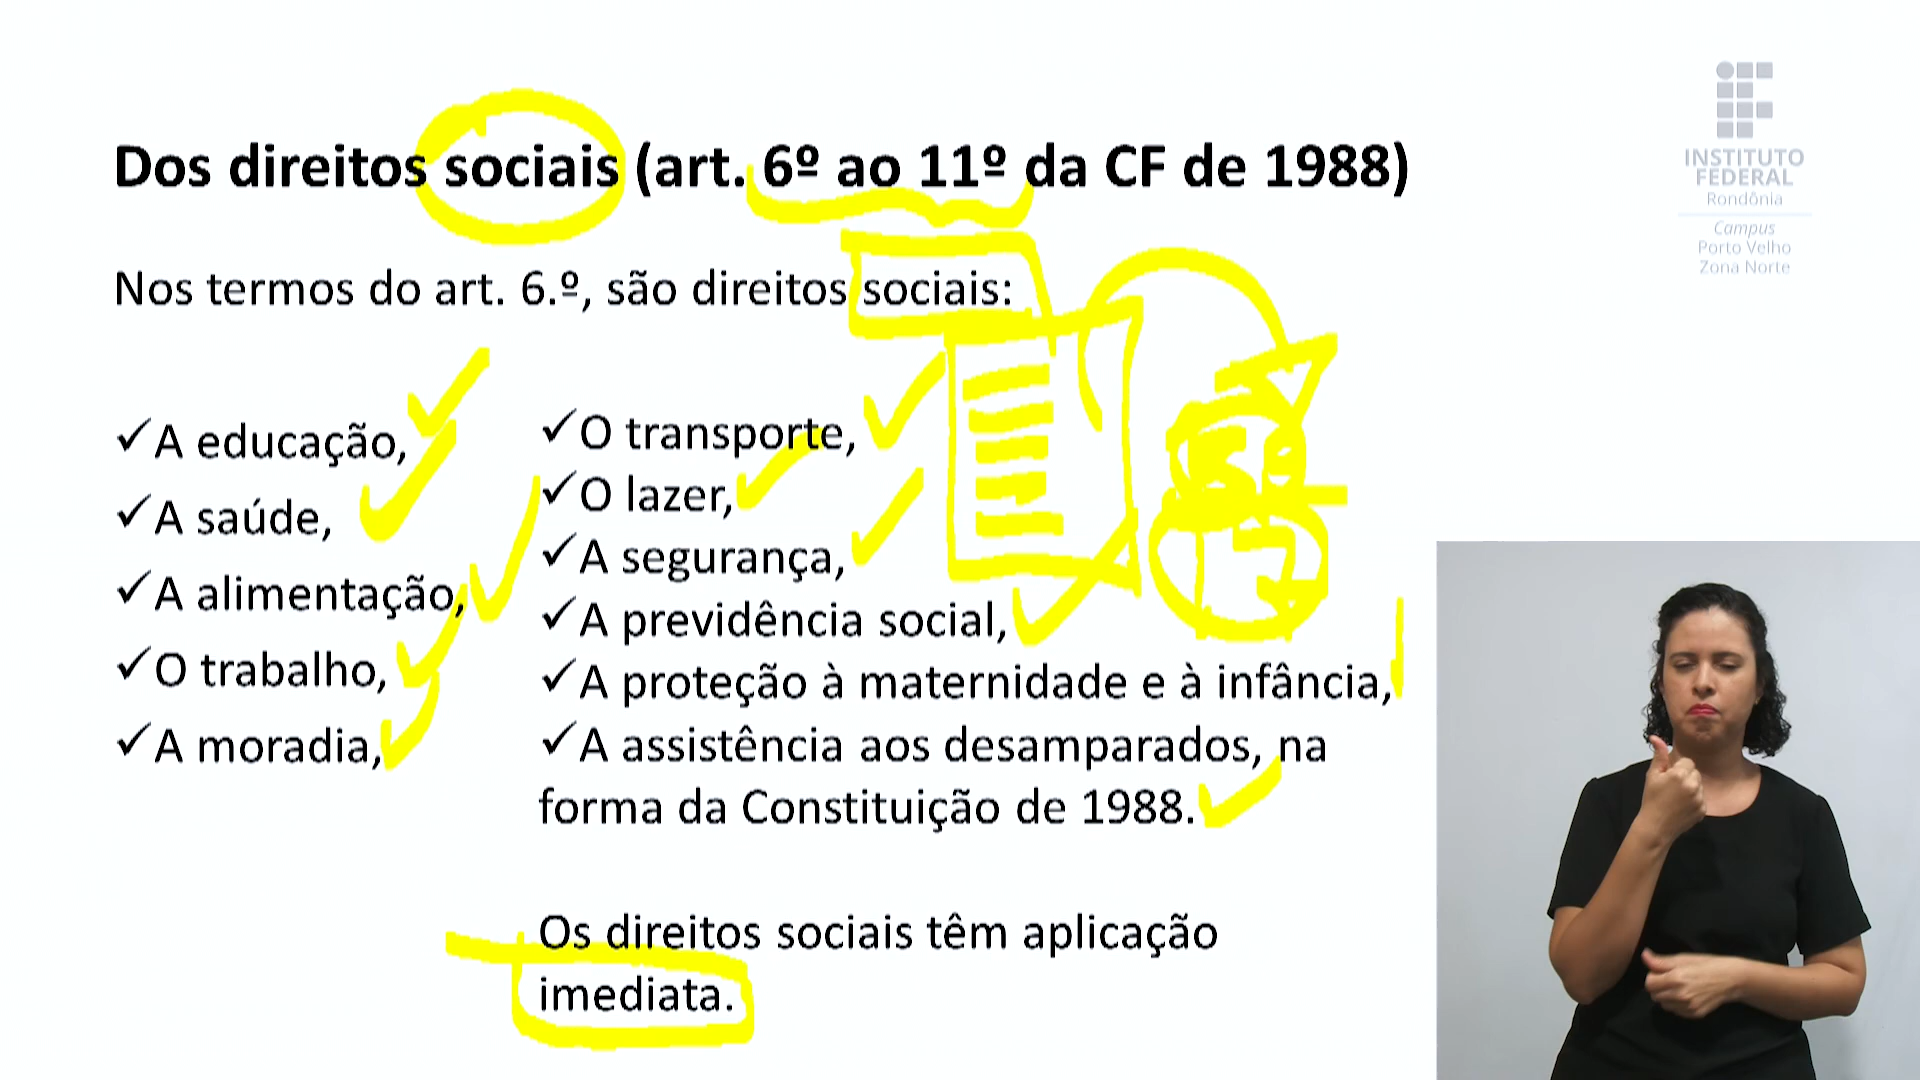 Dos direitos sociais (art. 6º ao 11º da CF de 1988)
INSTITUTO
FEDERAL
Rondônia
Campus
Porto Velho
Zona Norte
Nos termos do art. 6.º, são direitos sociais:
✓A educação,
✓A saúde,
✓A alimentação,
✓O trabalho,
✓A moradia,
✓O transporte,
✓O lazer,
✓A segurança,
✓A previdência social,
✓A proteção à maternidade e à infância,
✓A assistência aos desamparados, na
forma da Constituição de 1988.
Os direitos sociais têm aplicação
imediata.